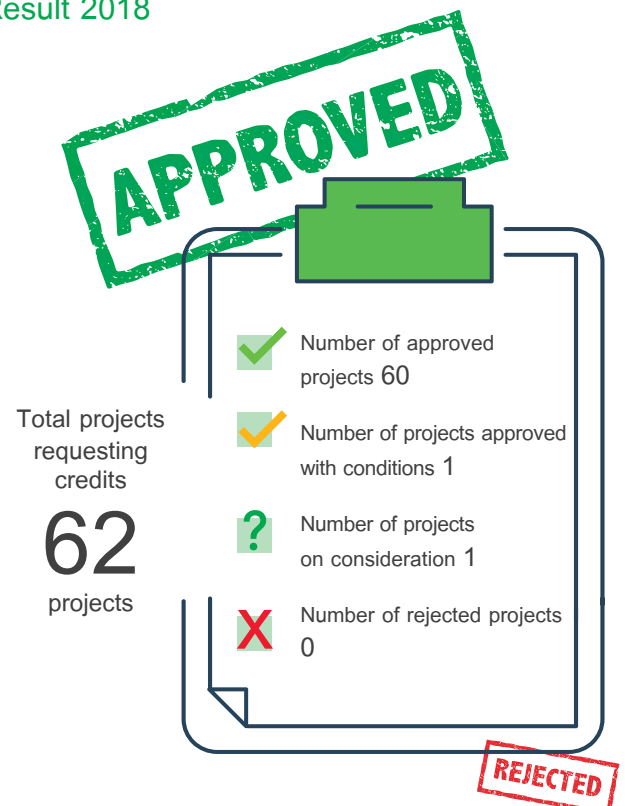 Result 2018
APPROVED
Number of approved
projects 60
Number of projects approved
with conditions 1
Total projects
requesting
credits
62
projects
Number of projects
on consideration 1
Number of rejected projects
0
REJECTED